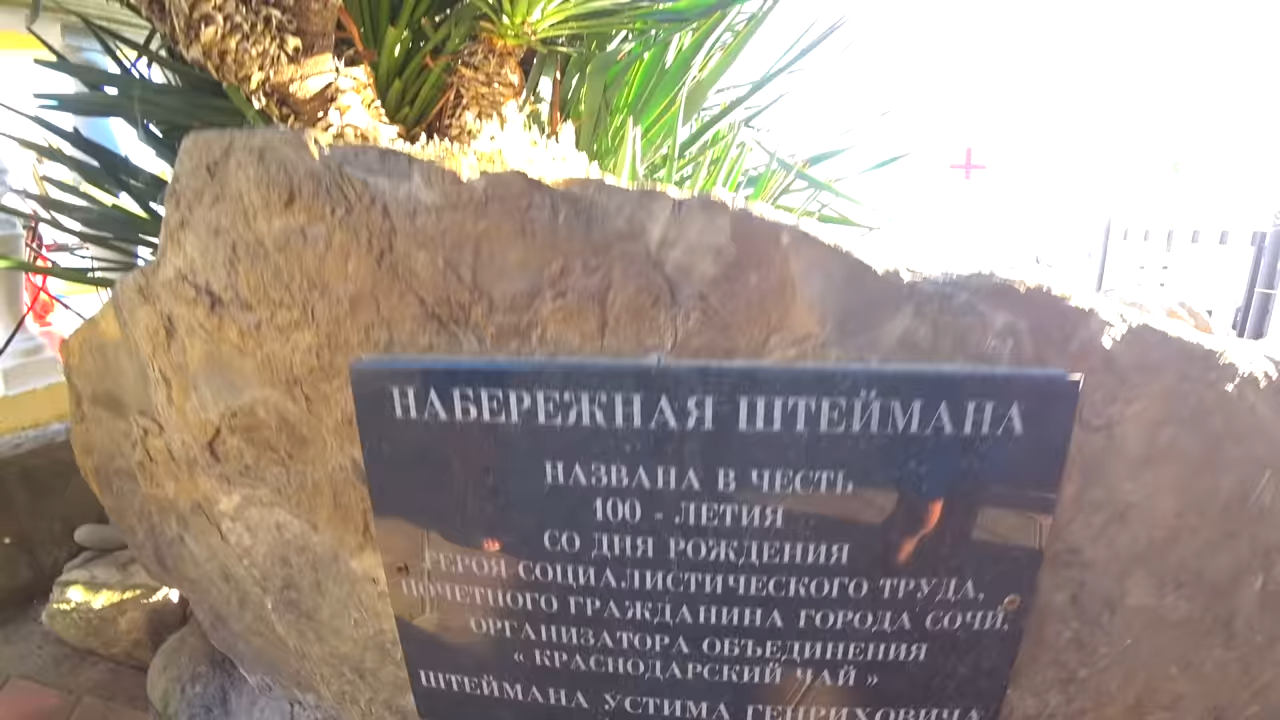 НАБЕРЕЖНАЯ ШТЕЙМАНА
НАЗВАНА В ЧЕСТЬ
100 - ЛЕТИЯ
СО ДНЯ РОЖДЕНИЯ
ГЕРОЯ СОЦИАЛИСТИЧЕСКОГО ТРУДА,
ПОЧЕТНОГО ГРАЖДАНИНА ГОРОДА СОЧИ,
ОРГАНИЗАТОРА ОБЪЕДИНЕНИЯ
« КРАСНОДАРСКИЙ ЧАЙ »
ШТЕЙМАНА УСТИМА ГЕНРИХОВИЧА